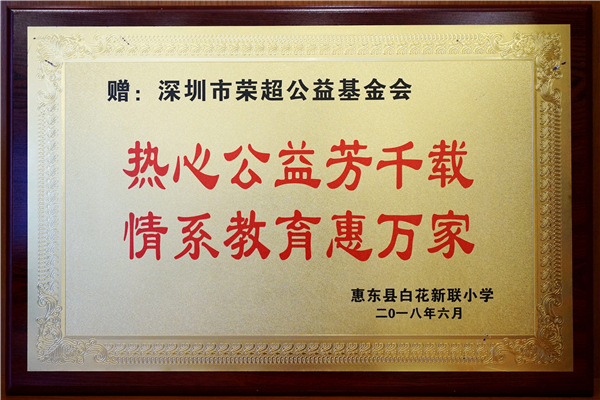 赠：深圳市荣超公益基金会
热心公益芳千载
情系教育惠万家
惠东县白花新联小学
二0一八年六月